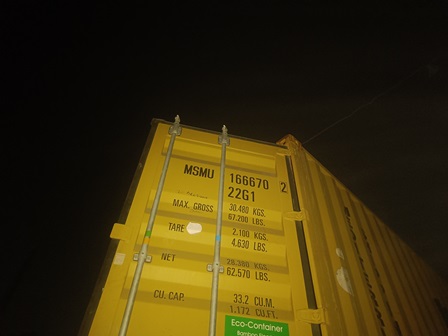 MSMU 166670 2
22G1
MAX. GROSS 30.480 KGS.
67.200 LBS.
TARE 2.100 KGS.
4.630 LBS.
NET 28.380 KGS.
62.570 LBS.
CU. CAP. 33.2 CU.M.
1.172 CU.FT.
Eco-Container